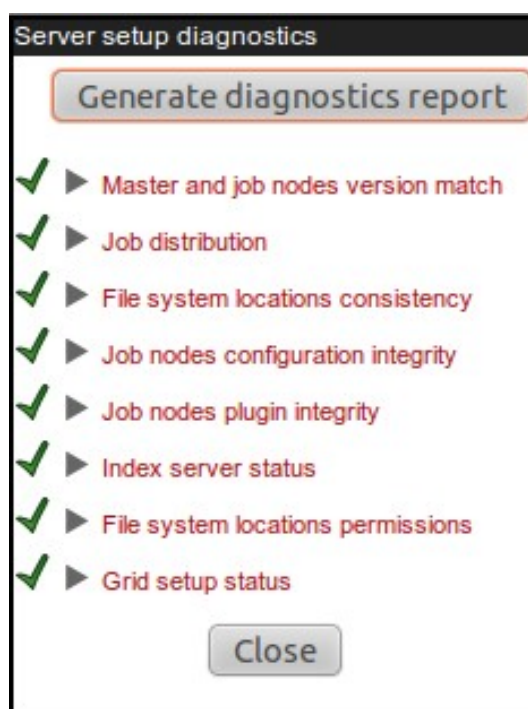 Server setup diagnostics
Generate diagnostics report
Master and job nodes version match
Job distribution
File system locations consistency
Job nodes configuration integrity
Job nodes plugin integrity
Index server status
File system locations permissions
Grid setup status
Close